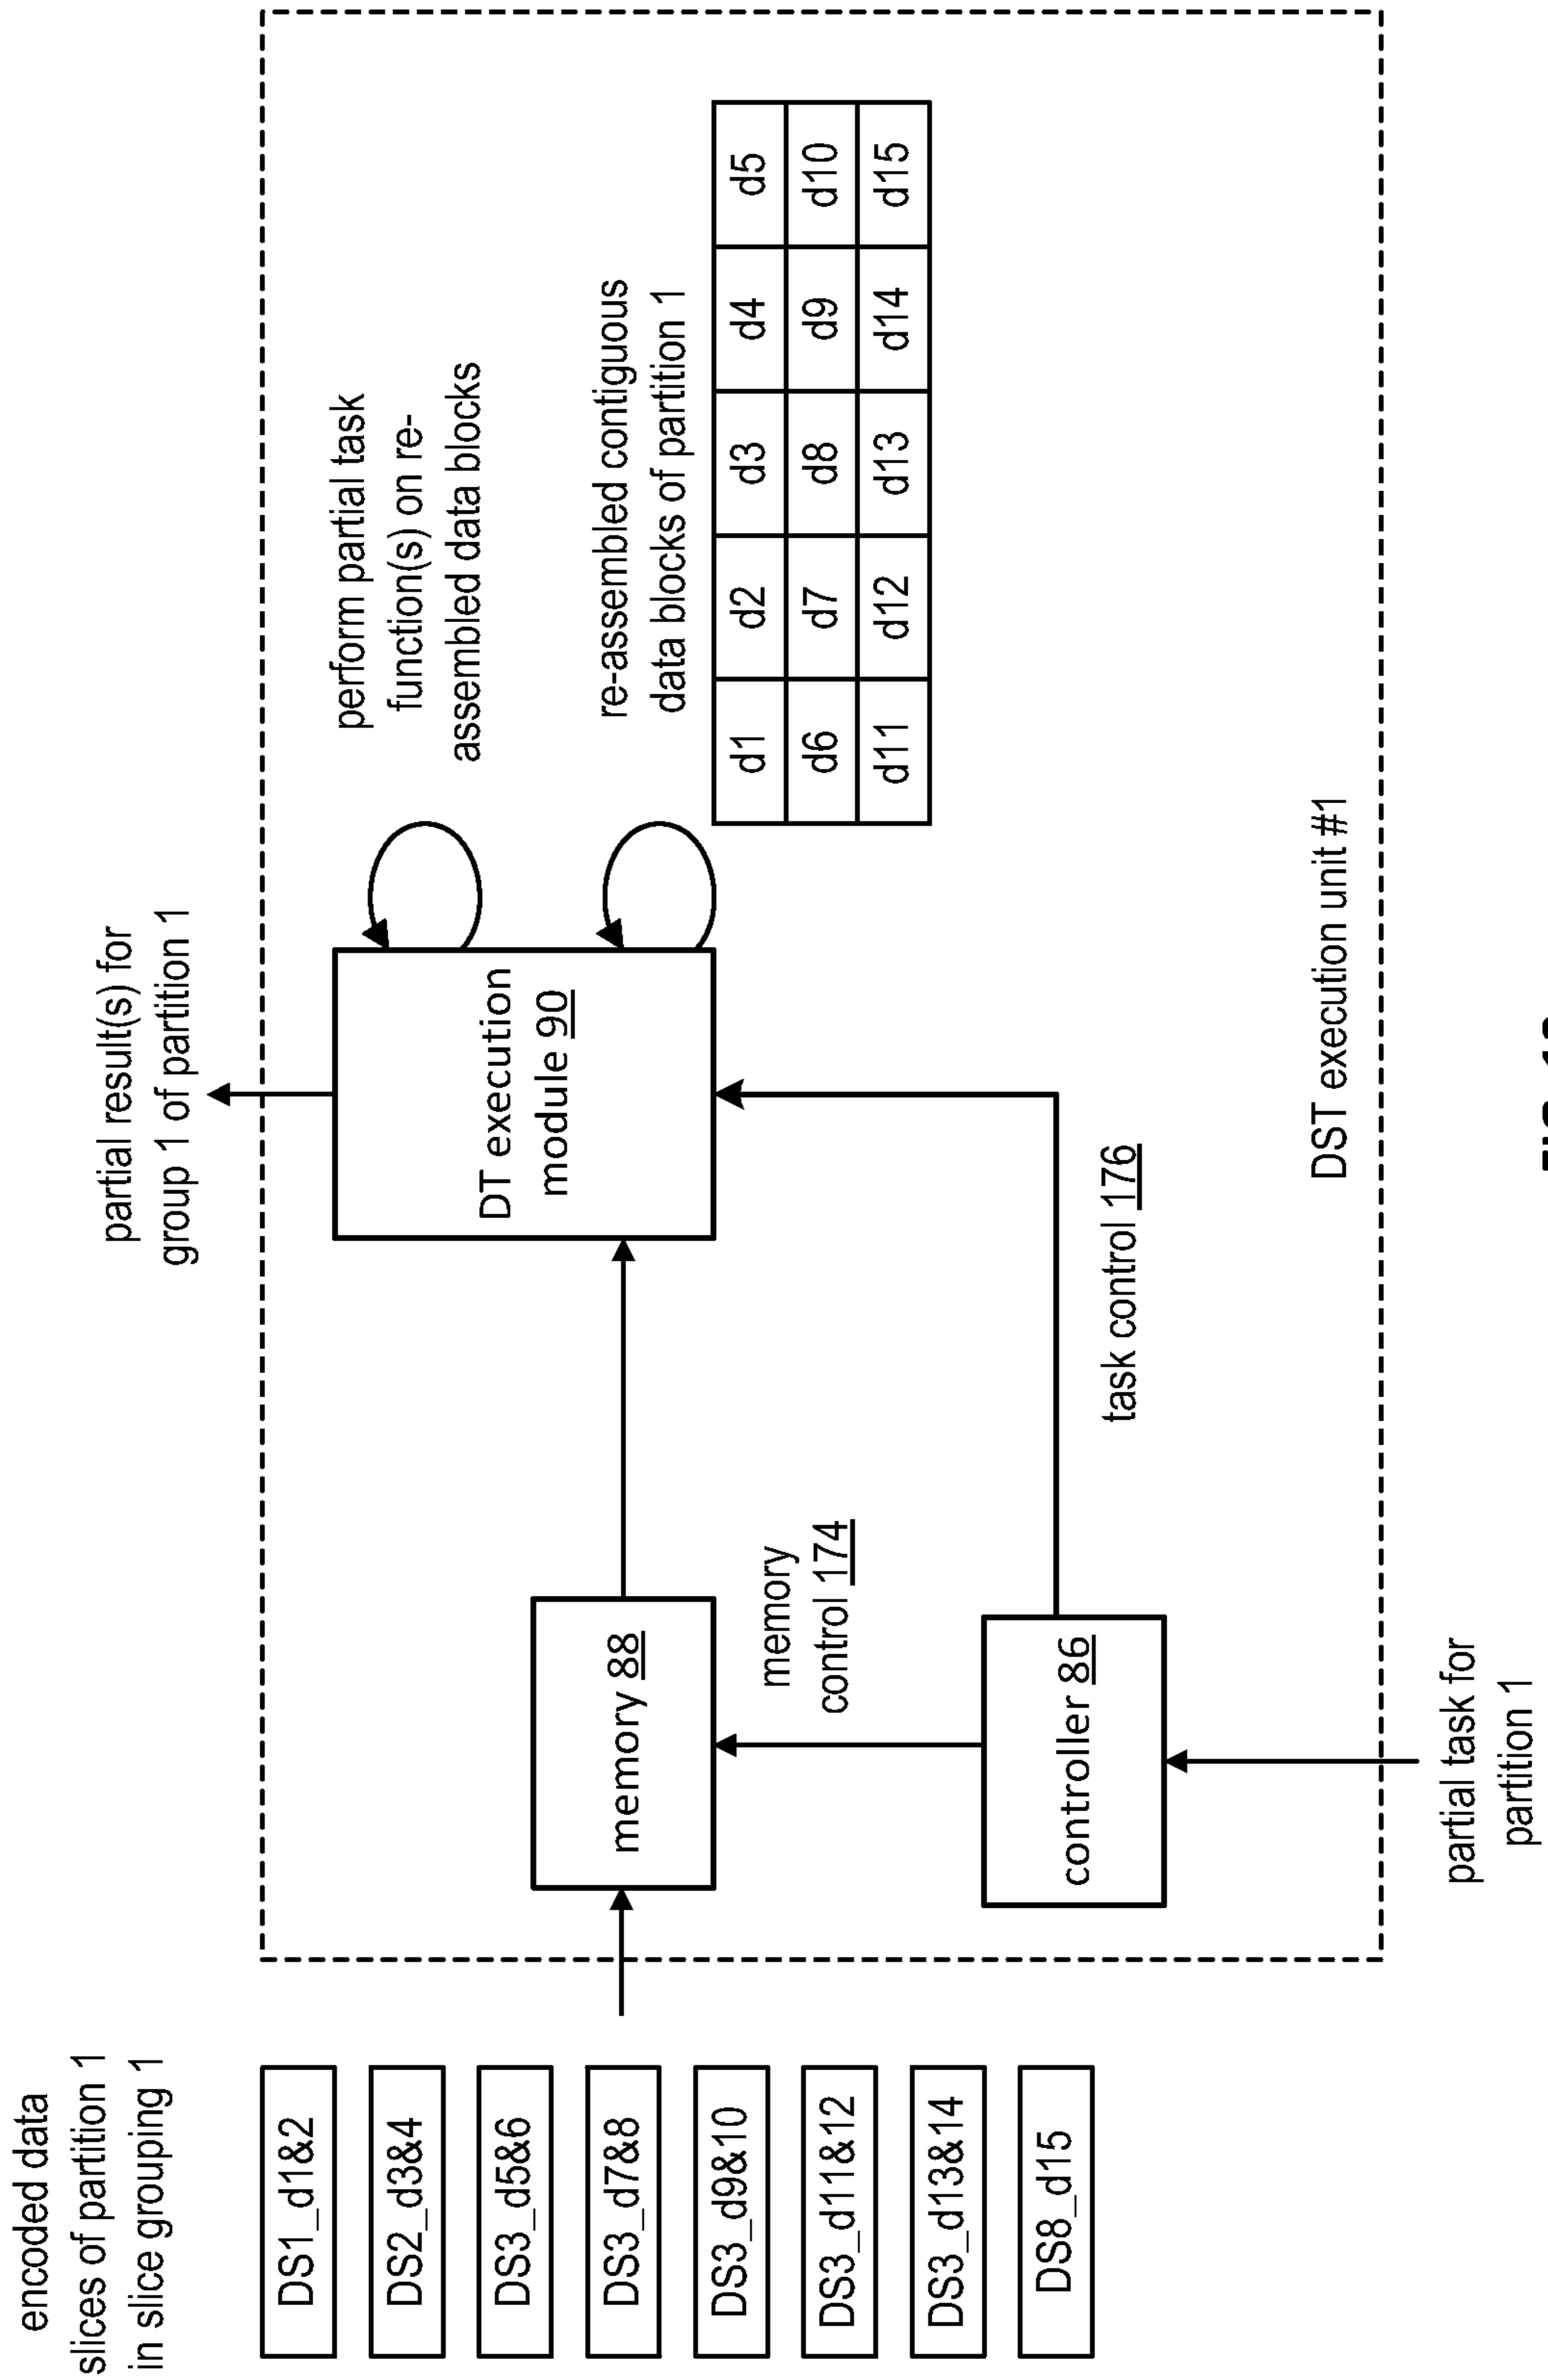 encoded data
slices of partition 1
in slice grouping 1
DS1_d1&2
DS2_d3&4
DS3_d5&6
DS3_d7&8
DS3_d9&10
DS3_d11&12
DS3_d13&14
DS8_d15
partial result(s) for
group 1 of partition 1
memory 88
DT execution
module 90
perform partial task
function(s) on re-
assembled data blocks
re-assembled contiguous
data blocks of partition 1
d1 d2 d3 d4 d5
d6 d7 d8 d9 d10
d11 d12 d13 d14 d15
memory
control 174
controller 86
task control 176
DST execution unit #1
partial task for
partition 1